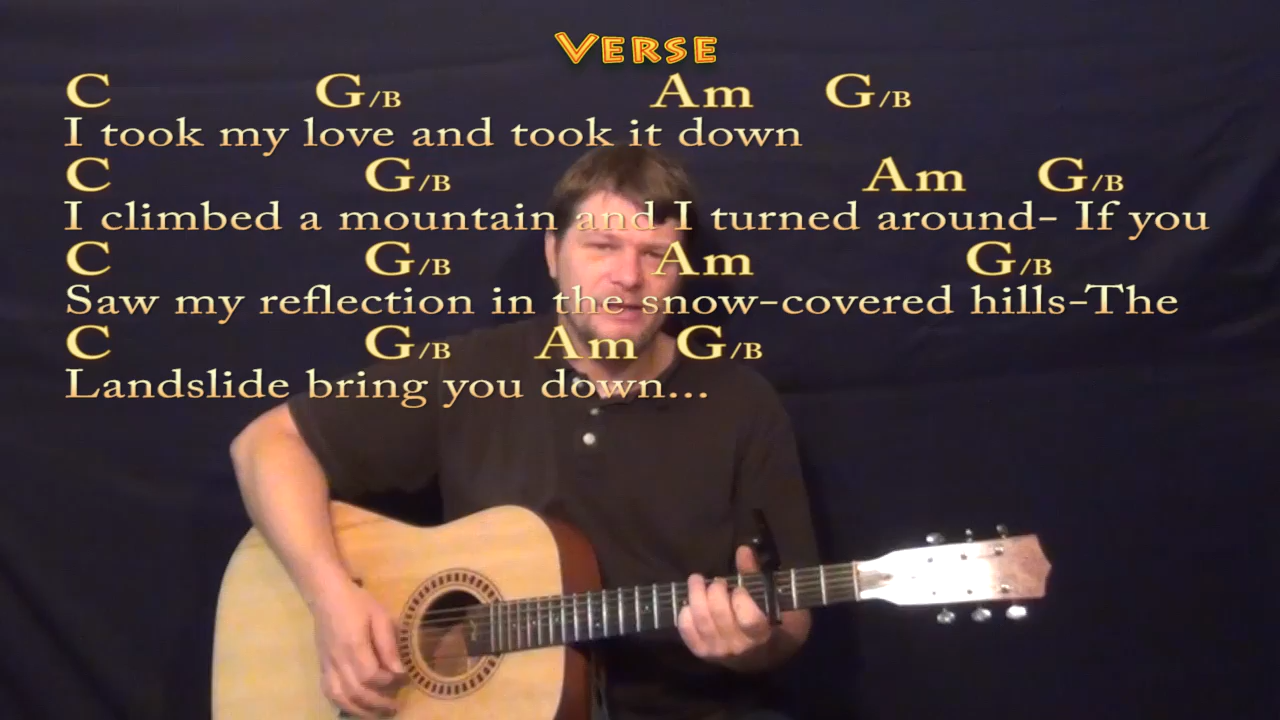 VERSE
C G/B Am G/B
I took my love and took it down
C G/B Am G/B
I climbed a mountain and I turned around- If you
C G/B Am G/B
Saw my reflection in the snow-covered hills-The
C G/B Am G/B
Landslide bring you down...